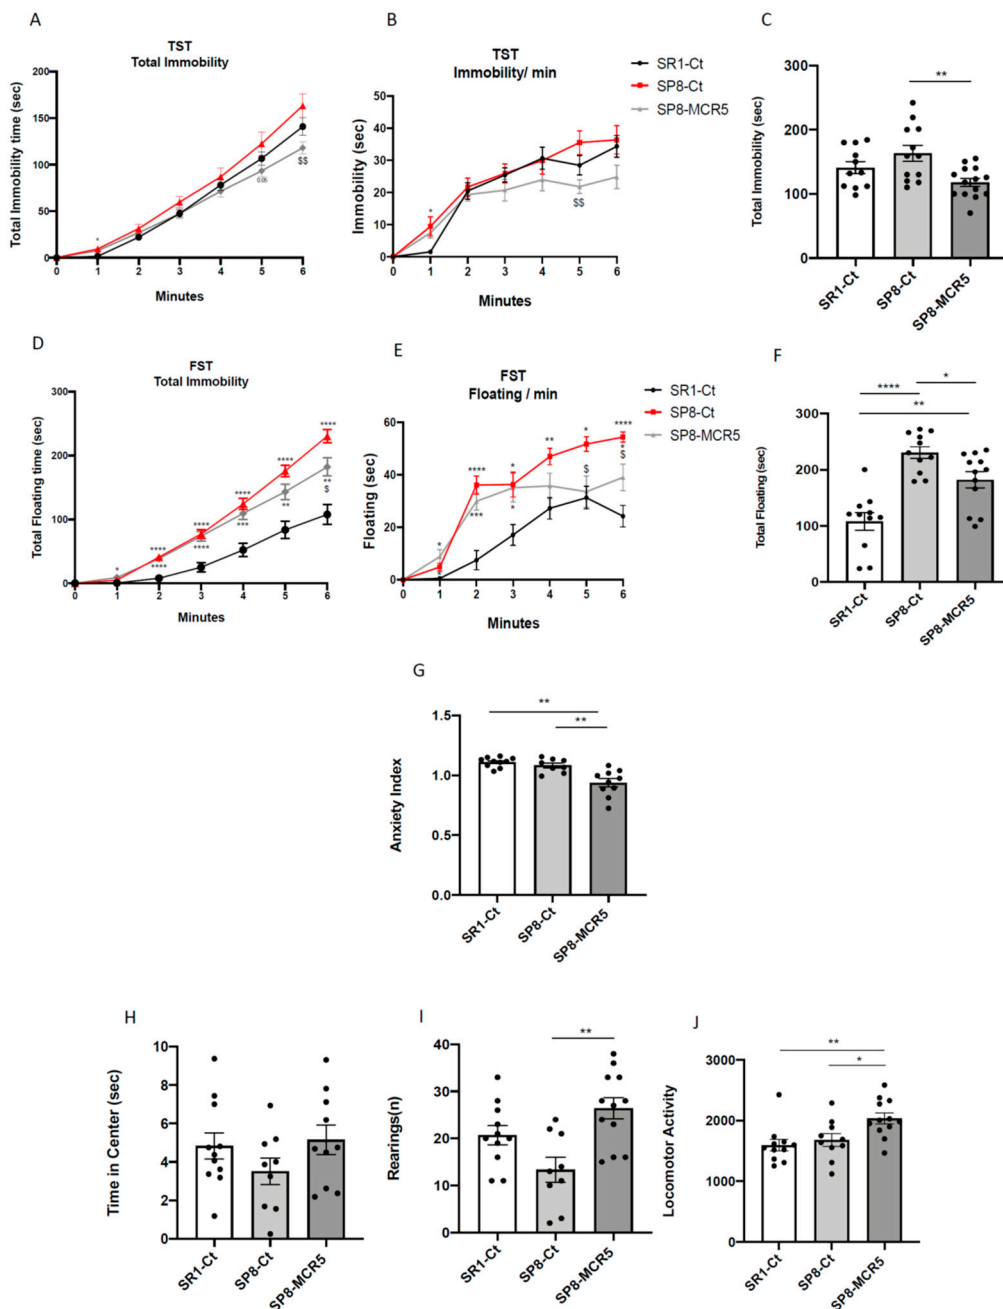 A
TST
Total Immobility
Total Immobility time (sec)
200
150
100
50
0
*
0.05
$$
0 1 2 3 4 5 6
Minutes
B
TST
Immobility/ min
Immobility (sec)
50
40
30
20
10
0
*
$$
0 1 2 3 4 5 6
Minutes
SR1-Ct
SP8-Ct
SP8-MCR5
C
Total Immobility (sec)
300
200
100
0
**
SR1-Ct
SP8-Ct
SP8-MCR5
D
FST
Total Immobility
Total Floating time (sec)
300
200
100
0
*
****
****
****
****
****
***
****
**
****
**
$
0 1 2 3 4 5 6
Minutes
E
FST
Floating / min
Floating (sec)
60
40
20
0
*
*
****
***
*
*
**
*
$
****
*
$
0 1 2 3 4 5 6
Minutes
SR1-Ct
SP8-Ct
SP8-MCR5
F
Total Floating (sec)
300
200
100
0
**** *
**
SR1-Ct
SP8-Ct
SP8-MCR5
G
Anxiety Index
1.5
1.0
0.5
0.0
**
**
SR1-Ct
SP8-Ct
SP8-MCR5
H
Time in Center (sec)
10
8
6
4
2
0
SR1-Ct
SP8-Ct
SP8-MCR5
I
Rearings(n)
40
30
20
10
0
**
SR1-Ct
SP8-Ct
SP8-MCR5
J
Locomotor Activity
3000
2000
1000
0
**
*
SR1-Ct
SP8-Ct
SP8-MCR5